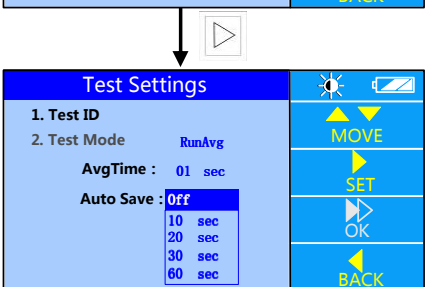 BACK
Test Settings
1. Test ID
2. Test Mode RunAvg
AvgTime : 01 sec
Auto Save : Off
10 sec
20 sec
30 sec
60 sec
MOVE
SET
OK
BACK